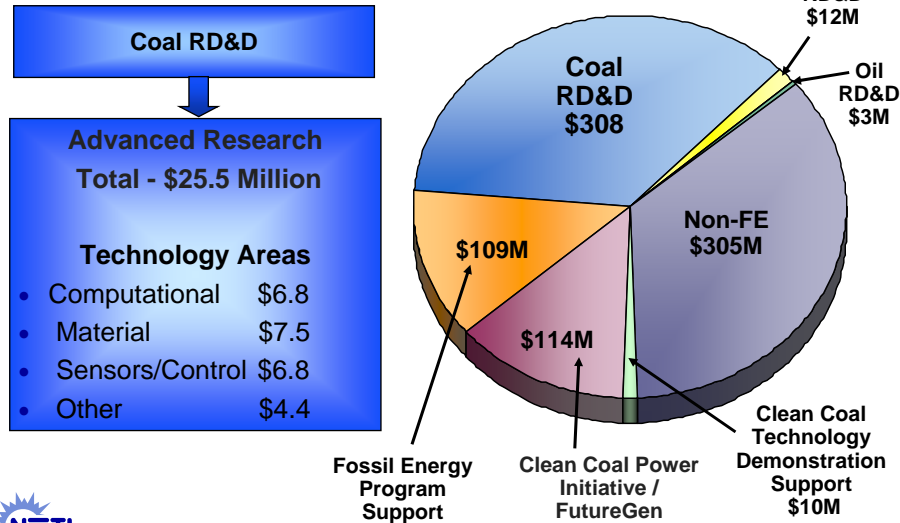 Coal RD&D
Advanced Research
Total - $25.5 Million
Technology Areas
• Computational $6.8
• Material $7.5
• Sensors/Control $6.8
• Other $4.4
$12M
Coal
RD&D
$308
Oil
RD&D
$3M
Non-FE
$305M
$109M
$114M
Fossil Energy
Program
Support
Clean Coal Power
Initiative /
FutureGen
Clean Coal
Technology
Demonstration
Support
$10M